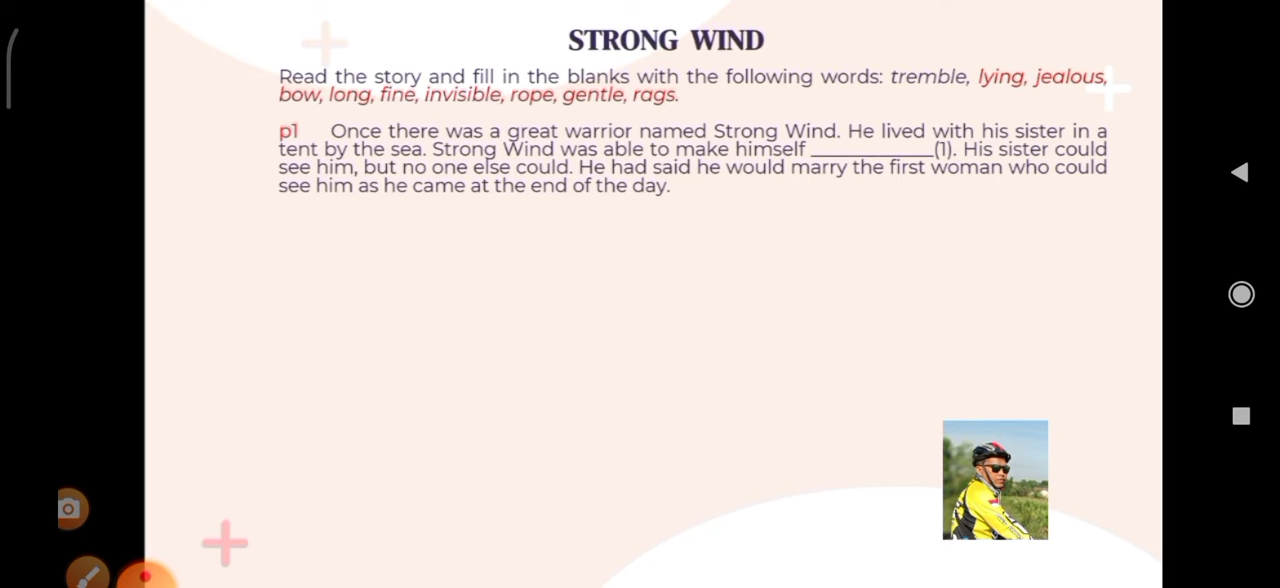 STRONG WIND
Read the story and fill in the blanks with the following words: tremble, lying, jealous,
bow, long, fine, invisible, rope, gentle, rags.
p1 Once there was a great warrior named Strong Wind. He lived with his sister in a
tent by the sea. Strong Wind was able to make himself ____________(1). His sister could
see him, but no one else could. He had said he would marry the first woman who could
see him as he came at the end of the day.